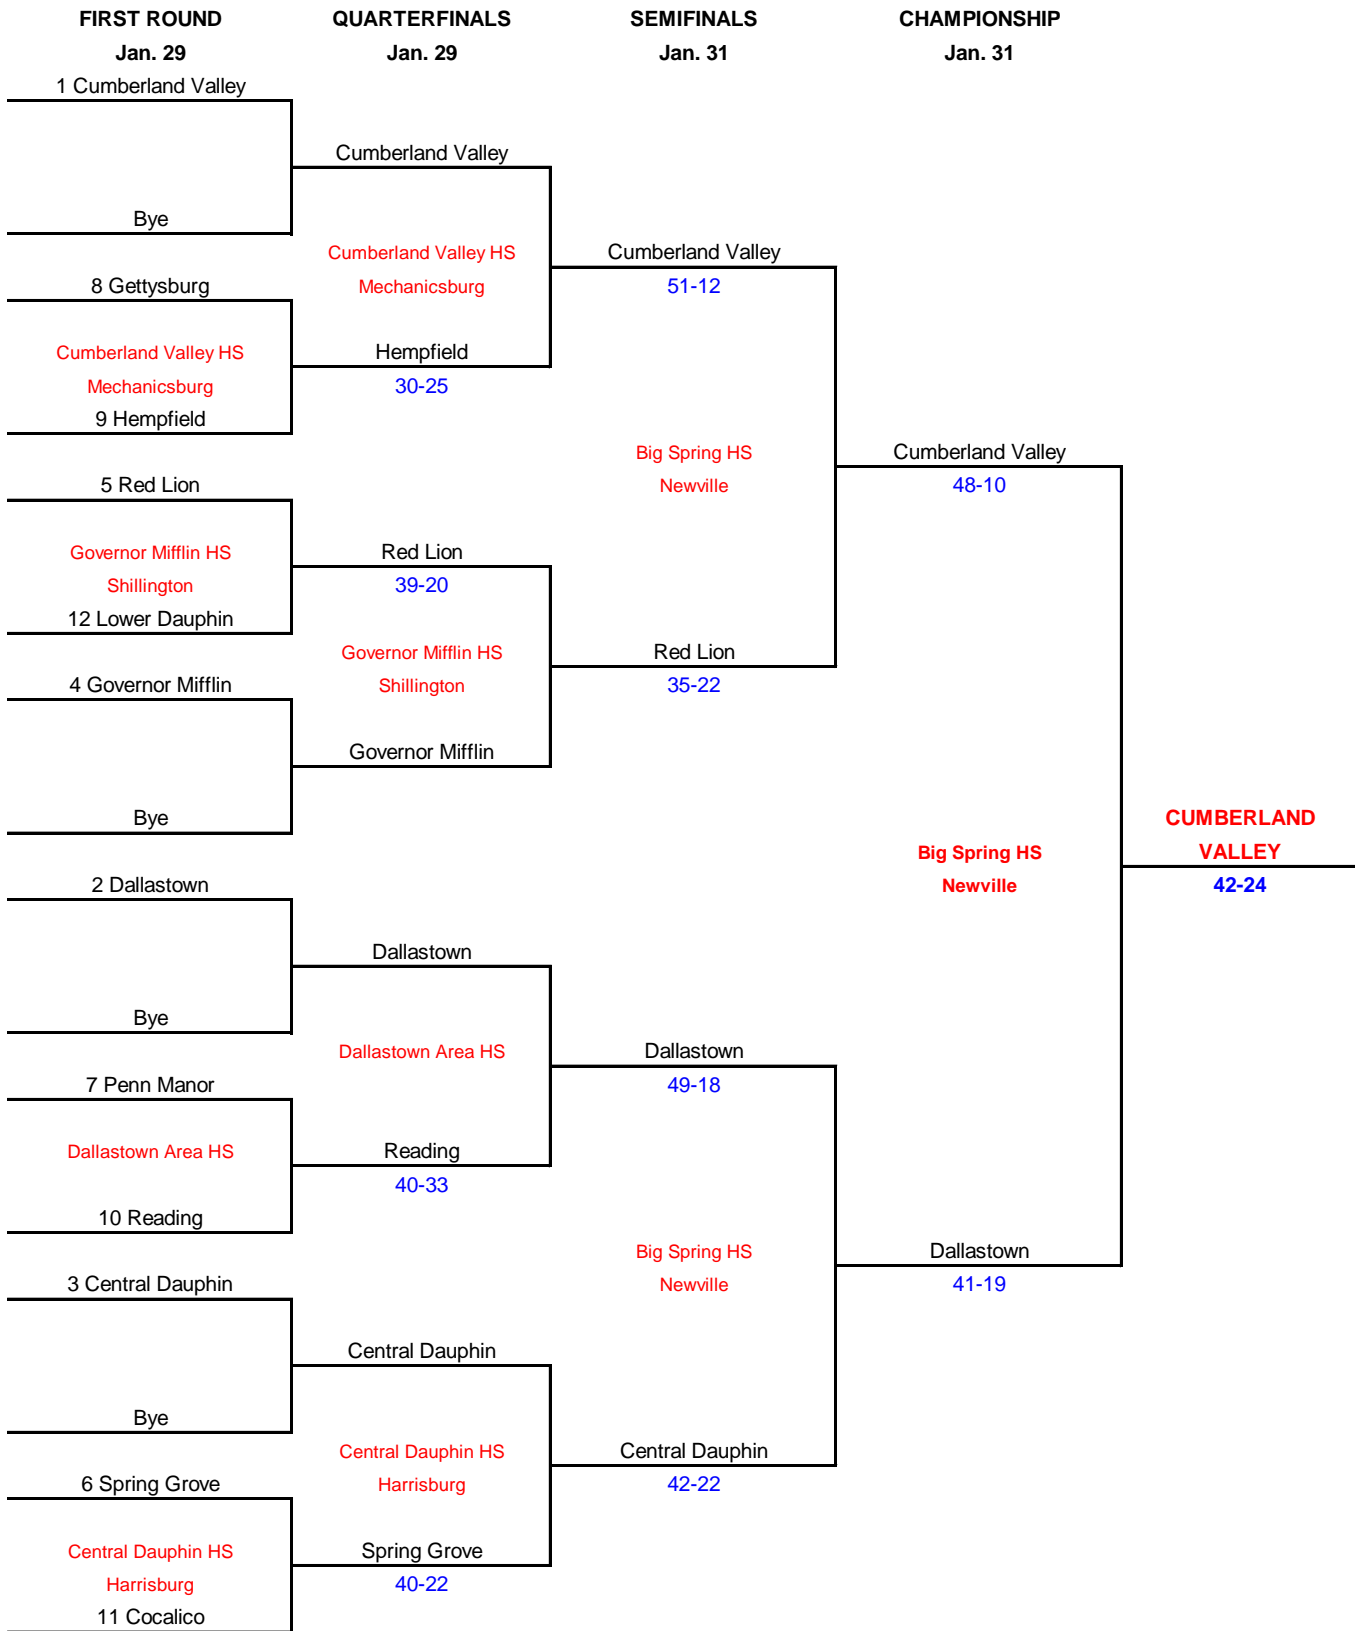 FIRST ROUND QUARTERFINALS SEMIFINALS CHAMPIONSHIP
Jan. 29 Jan. 29 Jan. 31 Jan. 31
1 Cumberland Valley
Cumberland Valley
Bye
Cumberland Valley HS Cumberland Valley
8 Gettysburg Mechanicsburg 51-12
Cumberland Valley HS Hempfield
Mechanicsburg 30-25
9 Hempfield
Big Spring HS Cumberland Valley
5 Red Lion Newville 48-10
Governor Mifflin HS Red Lion
Shillington 39-20
12 Lower Dauphin
Governor Mifflin HS Red Lion
4 Governor Mifflin Shillington 35-22
Governor Mifflin
Bye CUMBERLAND
Big Spring HS VALLEY
2 Dallastown Newville 42-24
Dallastown
Bye
Dallastown Area HS Dallastown
7 Penn Manor 49-18
Dallastown Area HS Reading
40-33
10 Reading
Big Spring HS Dallastown
3 Central Dauphin Newville 41-19
Central Dauphin
Bye
Central Dauphin HS Central Dauphin
6 Spring Grove Harrisburg 42-22
Central Dauphin HS Spring Grove
Harrisburg 40-22
11 Cocalico